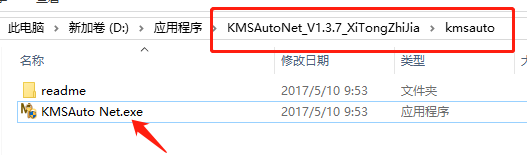 此电脑 > 新加卷 (D:) > 应用程序 > KMSAutoNet_V1.3.7_XiTongZhiJia > kmsauto
名称 修改日期 类型
readme 2017/5/10 9:53 文件夹
KMSAuto Net.exe 2017/5/10 9:53 应用程序